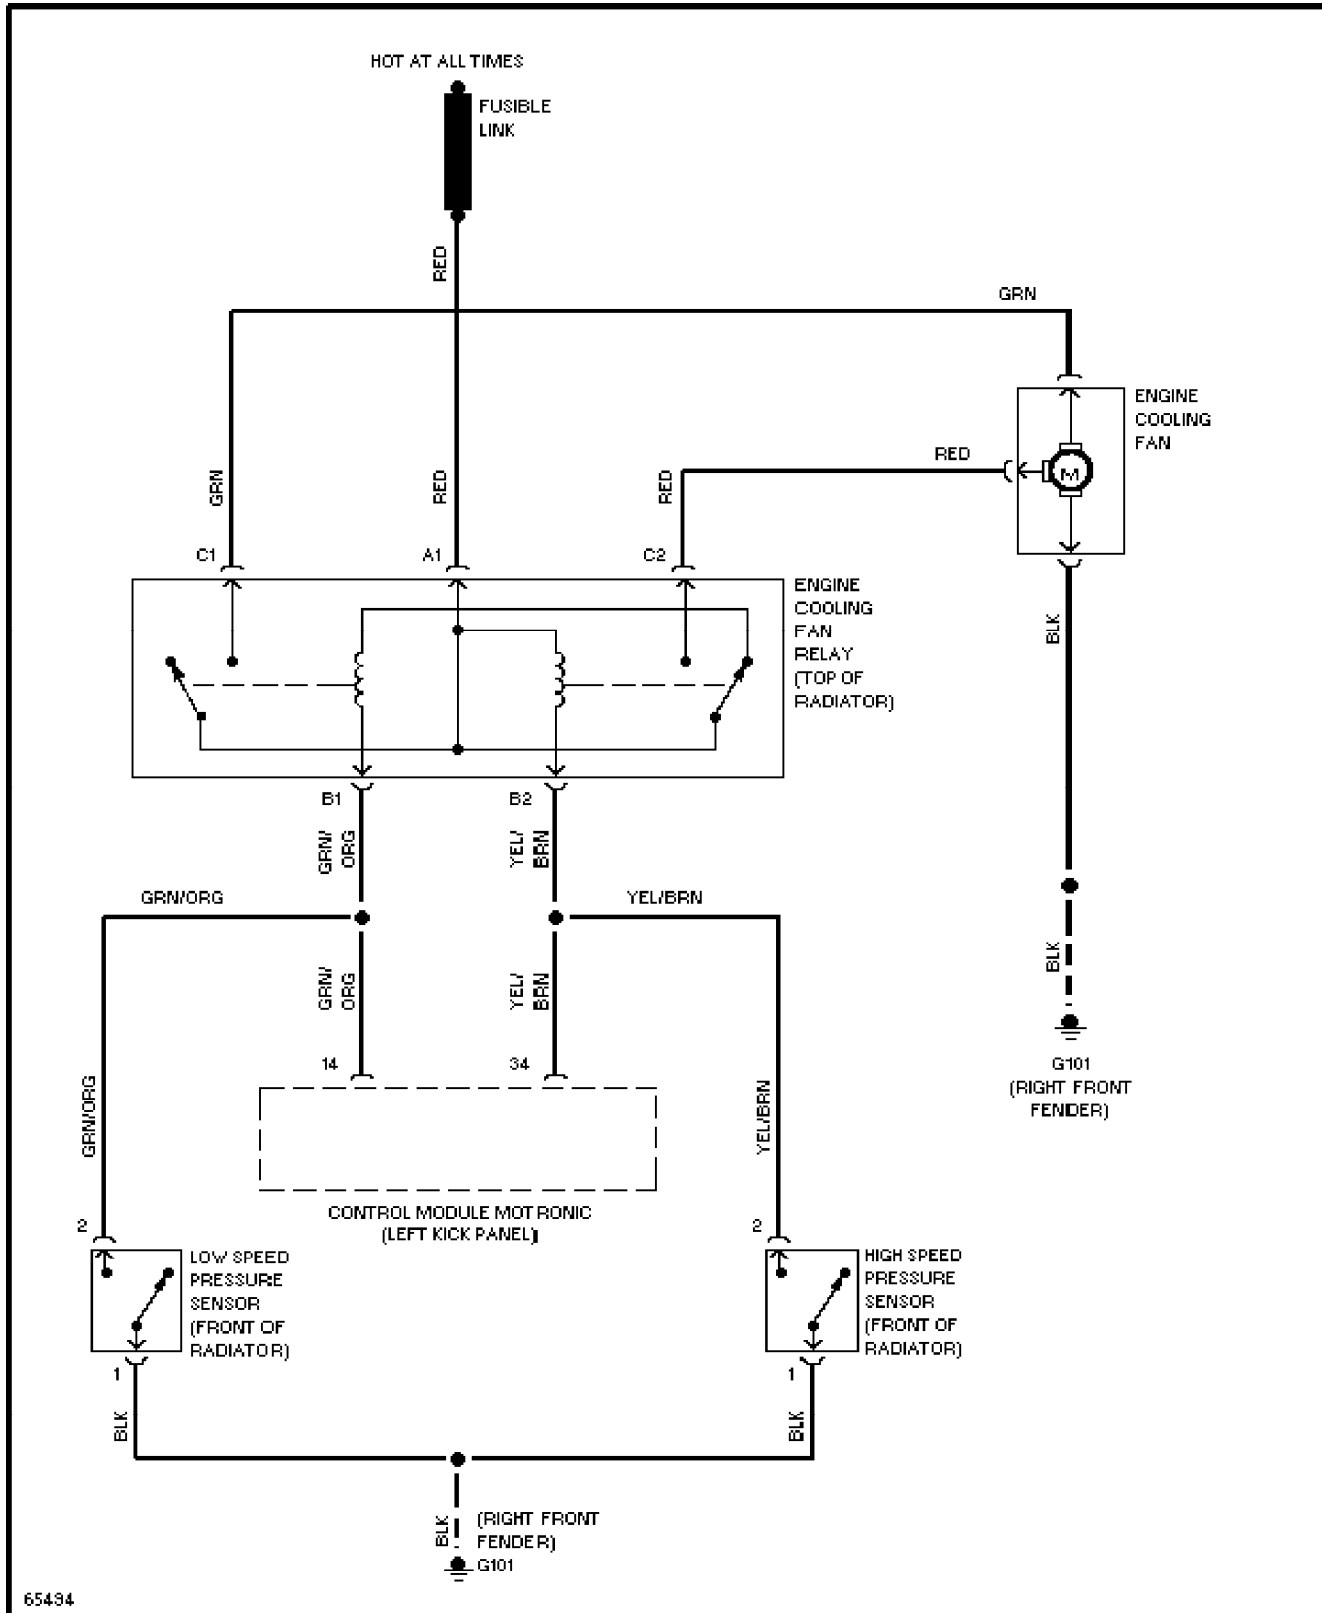 HOT AT ALL TIMES
FUSIBLE
LINK
RED
GRN
ENGINE
COOLING
FAN
RED
GRN
RED
RED
C1
A1
C2
ENGINE
COOLING
FAN
RELAY
(TOP OF
RADIATOR)
M
BLK
B1
B2
GRN/
ORG
YEL/
BRN
GRN/ORG
YEL/BRN
GRN/
ORG
YEL/
BRN
BLK
14
34
G101
(RIGHT FRONT
FENDER)
GRN/ORG
YEL/BRN
CONTROL MODULE MOTRONIC
(LEFT KICK PANEL)
2
LOW SPEED
PRESSURE
SENSOR
(FRONT OF
RADIATOR)
2
HIGH SPEED
PRESSURE
SENSOR
(FRONT OF
RADIATOR)
1
1
BLK
BLK
BLK
(RIGHT FRONT
FENDER)
G101
65494